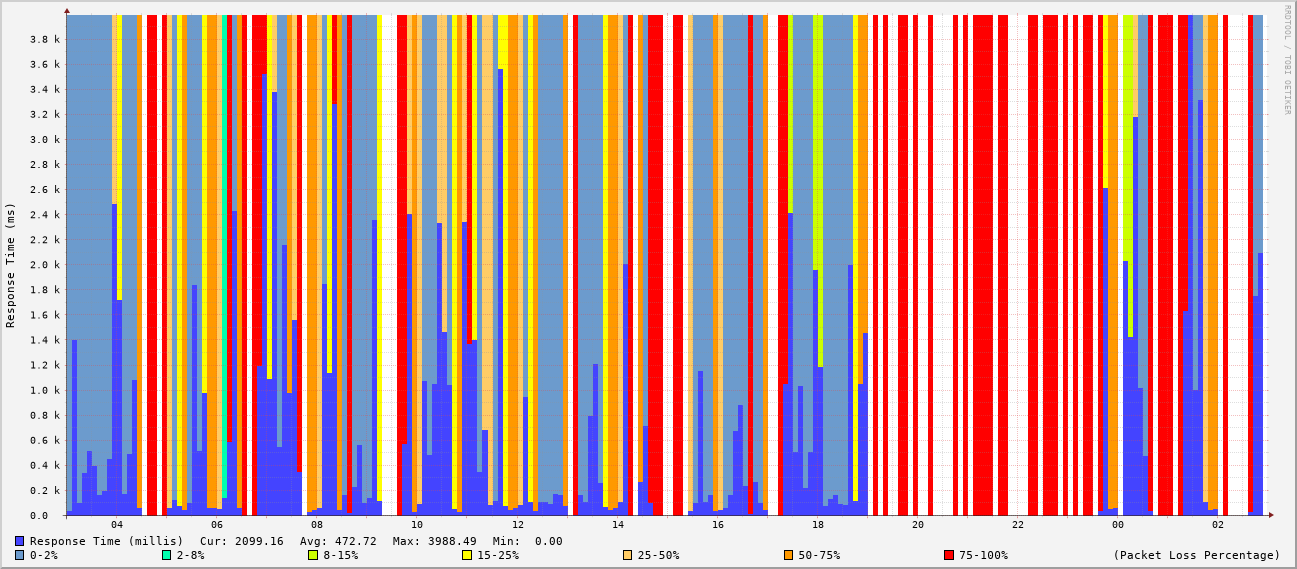 RRDTOOL / TOBI OETIKER
Response Time (ms)
3.8 k
3.6 k
3.4 k
3.2 k
3.0 k
2.8 k
2.6 k
2.4 k
2.2 k
2.0 k
1.8 k
1.6 k
1.4 k
1.2 k
1.0 k
0.8 k
0.6 k
0.4 k
0.2 k
0.0
04 06 08 10 12 14 16 18 20 22 00 02
Response Time (millis) Cur: 2099.16 Avg: 472.72 Max: 3988.49 Min: 0.00
0-2% 2-8% 8-15% 15-25% 25-50% 50-75% 75-100% (Packet Loss Percentage)